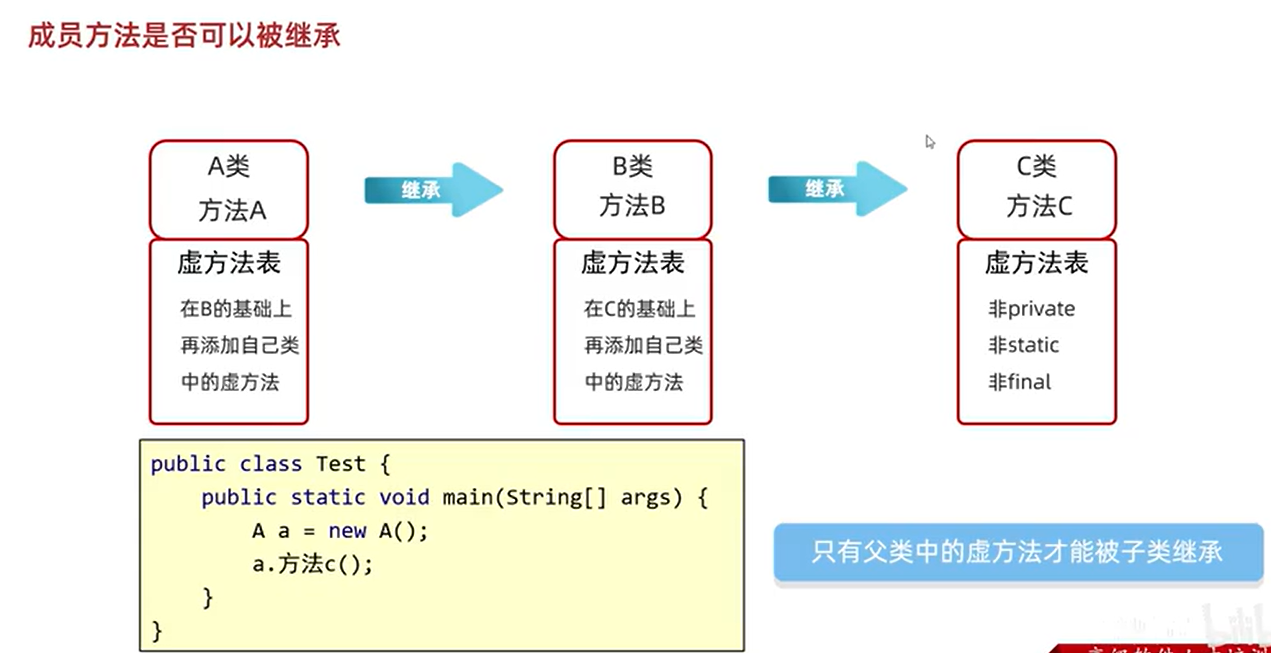 成员方法是否可以被继承
A类
方法A
继承
B类
方法B
继承
C类
方法C
虚方法表
在B的基础上
再添加自己类
中的虚方法
虚方法表
在C的基础上
再添加自己类
中的虚方法
虚方法表
非private
非static
非final
public class Test {
public static void main(String[] args) {
A a = new A();
a.方法c();
}
}
只有父类中的虚方法才能被子类继承